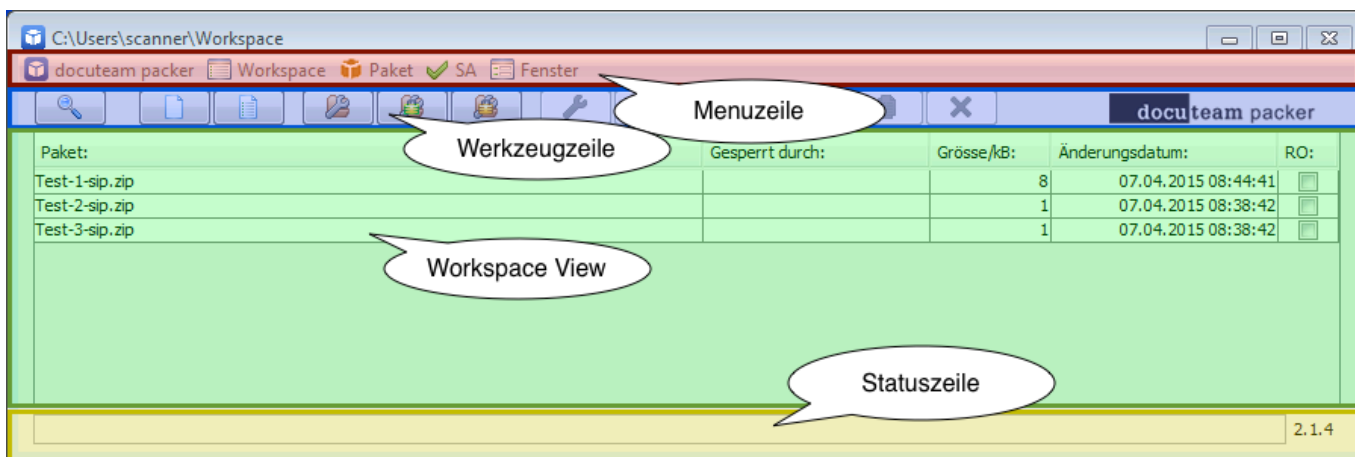 C:\Users\scanner\Workspace
docuteam packer Workspace Paket SA Fenster
Menuzeile
docuteam packer
Werkzeugzeile
Paket: Gesperrt durch: Grösse/kB: Änderungsdatum: RO:
Test-1-sip.zip 8 07.04.2015 08:44:41
Test-2-sip.zip 1 07.04.2015 08:38:42
Test-3-sip.zip 1 07.04.2015 08:38:42
Workspace View
Statuszeile
2.1.4